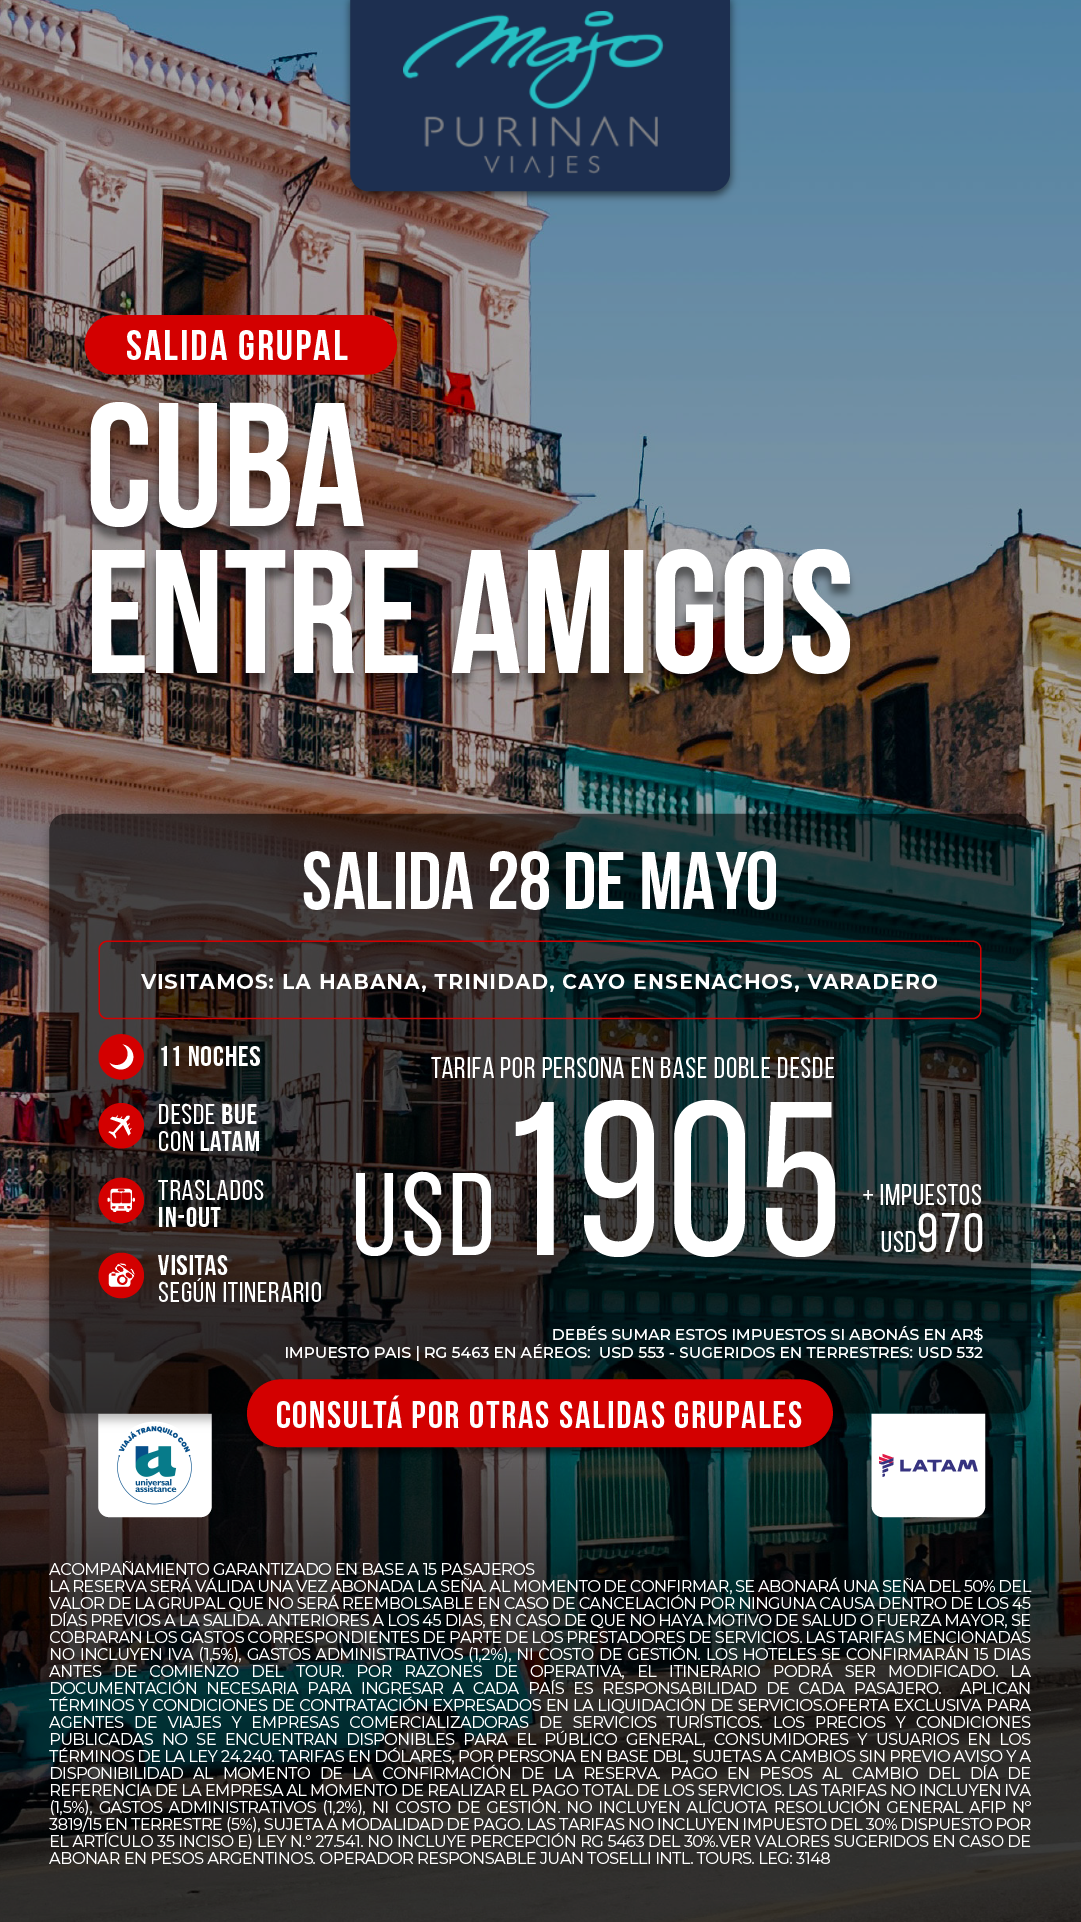 Majo
PURINAN
VIAJES
SALIDA GRUPAL
CUBA
ENTRE AMIGOS
SALIDA 28 DE MAYO
VISITAMOS: LA HABANA, TRINIDAD, CAYO ENSENACHOS, VARADERO
11 NOCHES
DESDE BUE
CON LATAM
TRASLADOS
IN-OUT
VISITAS
SEGÚN ITINERARIO
TARIFA POR PERSONA EN BASE DOBLE DESDE
USD 1905
+ IMPUESTOS
USD970
DEBÉS SUMAR ESTOS IMPUESTOS SI ABONÁS EN AR$
IMPUESTO PAIS | RG 5463 EN AÉREOS: USD 553 - SUGERIDOS EN TERRESTRES: USD 532
CONSULTÁ POR OTRAS SALIDAS GRUPALES
VIAJÁ TRANQUILO CON
universal
assistance
LATAM
ACOMPAÑAMIENTO GARANTIZADO EN BASE A 15 PASAJEROS
LA RESERVA SERÁ VÁLIDA UNA VEZ ABONADA LA SEÑA. AL MOMENTO DE CONFIRMAR, SE ABONARÁ UNA SEÑA DEL 50% DEL
VALOR DE LA GRUPAL QUE NO SERÁ REEMBOLSABLE EN CASO DE CANCELACIÓN POR NINGUNA CAUSA DENTRO DE LOS 45
DÍAS PREVIOS A LA SALIDA. ANTERIORES A LOS 45 DIAS, EN CASO DE QUE NO HAYA MOTIVO DE SALUD O FUERZA MAYOR, SE
COBRARAN LOS GASTOS CORRESPONDIENTES DE PARTE DE LOS PRESTADORES DE SERVICIOS. LAS TARIFAS MENCIONADAS
NO INCLUYEN IVA (1,5%), GASTOS ADMINISTRATIVOS (1,2%), NI COSTO DE GESTIÓN. LOS HOTELES SE CONFIRMARÁN 15 DIAS
ANTES DE COMIENZO DEL TOUR. POR RAZONES DE OPERATIVA, EL ITINERARIO PODRÁ SER MODIFICADO. LA
DOCUMENTACIÓN NECESARIA PARA INGRESAR A CADA PAÍS ES RESPONSABILIDAD DE CADA PASAJERO. APLICAN
TÉRMINOS Y CONDICIONES DE CONTRATACIÓN EXPRESADOS EN LA LIQUIDACIÓN DE SERVICIOS.OFERTA EXCLUSIVA PARA
AGENTES DE VIAJES Y EMPRESAS COMERCIALIZADORAS DE SERVICIOS TURÍSTICOS. LOS PRECIOS Y CONDICIONES
PUBLICADAS NO SE ENCUENTRAN DISPONIBLES PARA EL PÚBLICO GENERAL, CONSUMIDORES Y USUARIOS EN LOS
TÉRMINOS DE LA LEY 24.240. TARIFAS EN DÓLARES, POR PERSONA EN BASE DBL, SUJETAS A CAMBIOS SIN PREVIO AVISO Y A
DISPONIBILIDAD AL MOMENTO DE LA CONFIRMACIÓN DE LA RESERVA. PAGO EN PESOS AL CAMBIO DEL DÍA DE
REFERENCIA DE LA EMPRESA AL MOMENTO DE REALIZAR EL PAGO TOTAL DE LOS SERVICIOS. LAS TARIFAS NO INCLUYEN IVA
(1,5%), GASTOS ADMINISTRATIVOS (1,2%), NI COSTO DE GESTIÓN. NO INCLUYEN ALÍCUOTA RESOLUCIÓN GENERAL AFIP Nº
3819/15 EN TERRESTRE (5%), SUJETA A MODALIDAD DE PAGO. LAS TARIFAS NO INCLUYEN IMPUESTO DEL 30% DISPUESTO POR
EL ARTÍCULO 35 INCISO E) LEY N.º 27.541. NO INCLUYE PERCEPCIÓN RG 5463 DEL 30%.VER VALORES SUGERIDOS EN CASO DE
ABONAR EN PESOS ARGENTINOS. OPERADOR RESPONSABLE JUAN TOSELLI INTL. TOURS. LEG: 3148